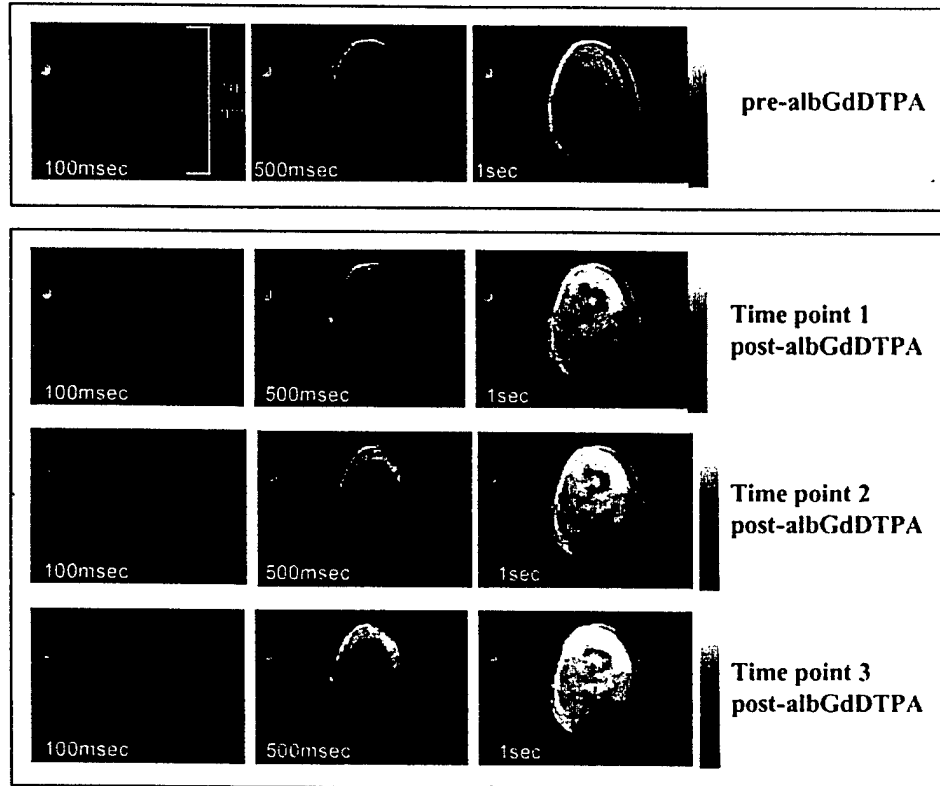 100msec
500msec
1sec
pre-albGdDTPA
100msec
500msec
1sec
Time point 1
post-albGdDTPA
100msec
500msec
1sec
Time point 2
post-albGdDTPA
100msec
500msec
1sec
Time point 3
post-albGdDTPA